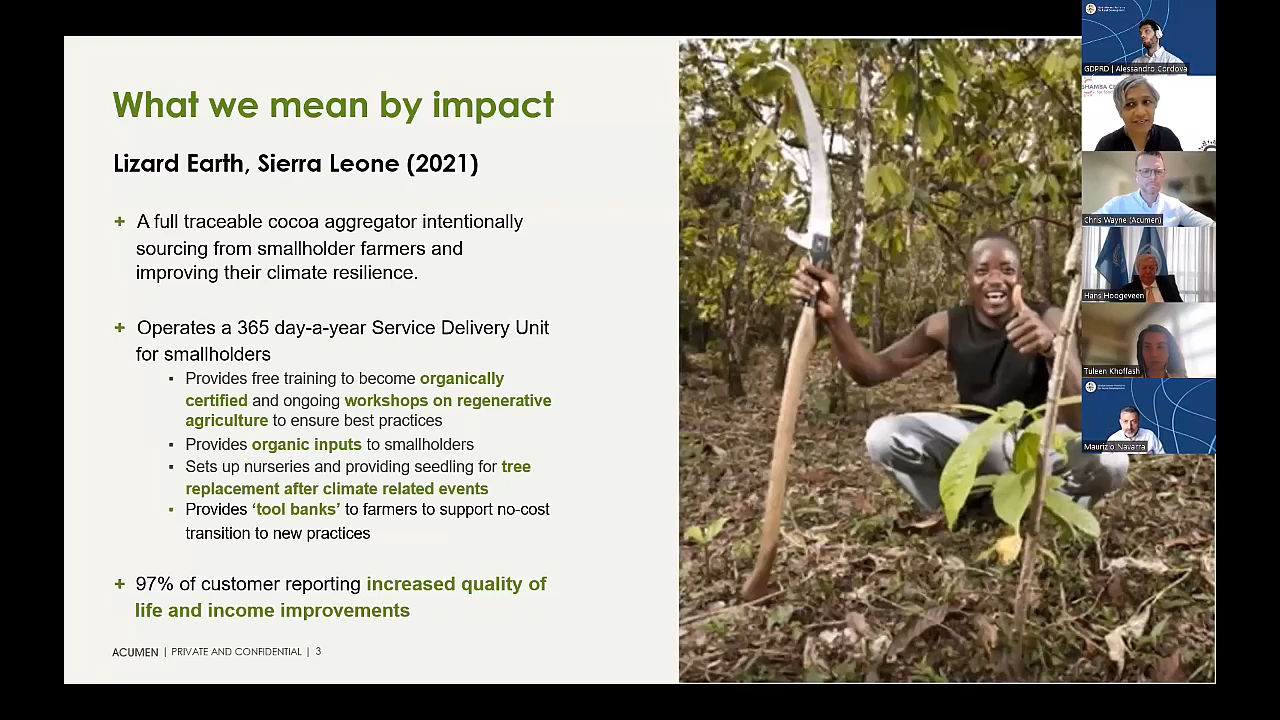 What we mean by impact
Lizard Earth, Sierra Leone (2021)
+ A full traceable cocoa aggregator intentionally
sourcing from smallholder farmers and
improving their climate resilience.
+ Operates a 365 day-a-year Service Delivery Unit
for smallholders
▪ Provides free training to become organically
certified and ongoing workshops on regenerative
agriculture to ensure best practices
▪ Provides organic inputs to smallholders
▪ Sets up nurseries and providing seedling for tree
replacement after climate related events
▪ Provides ‘tool banks’ to farmers to support no-cost
transition to new practices
+ 97% of customer reporting increased quality of
life and income improvements
ACUMEN | PRIVATE AND CONFIDENTIAL | 3
GDPRD | Alessandro Cordova
SHAMBA
Chris Wayne (Acumen)
Hans Hoogeveen
Tuleen Khoffash
Maurizio Navarra